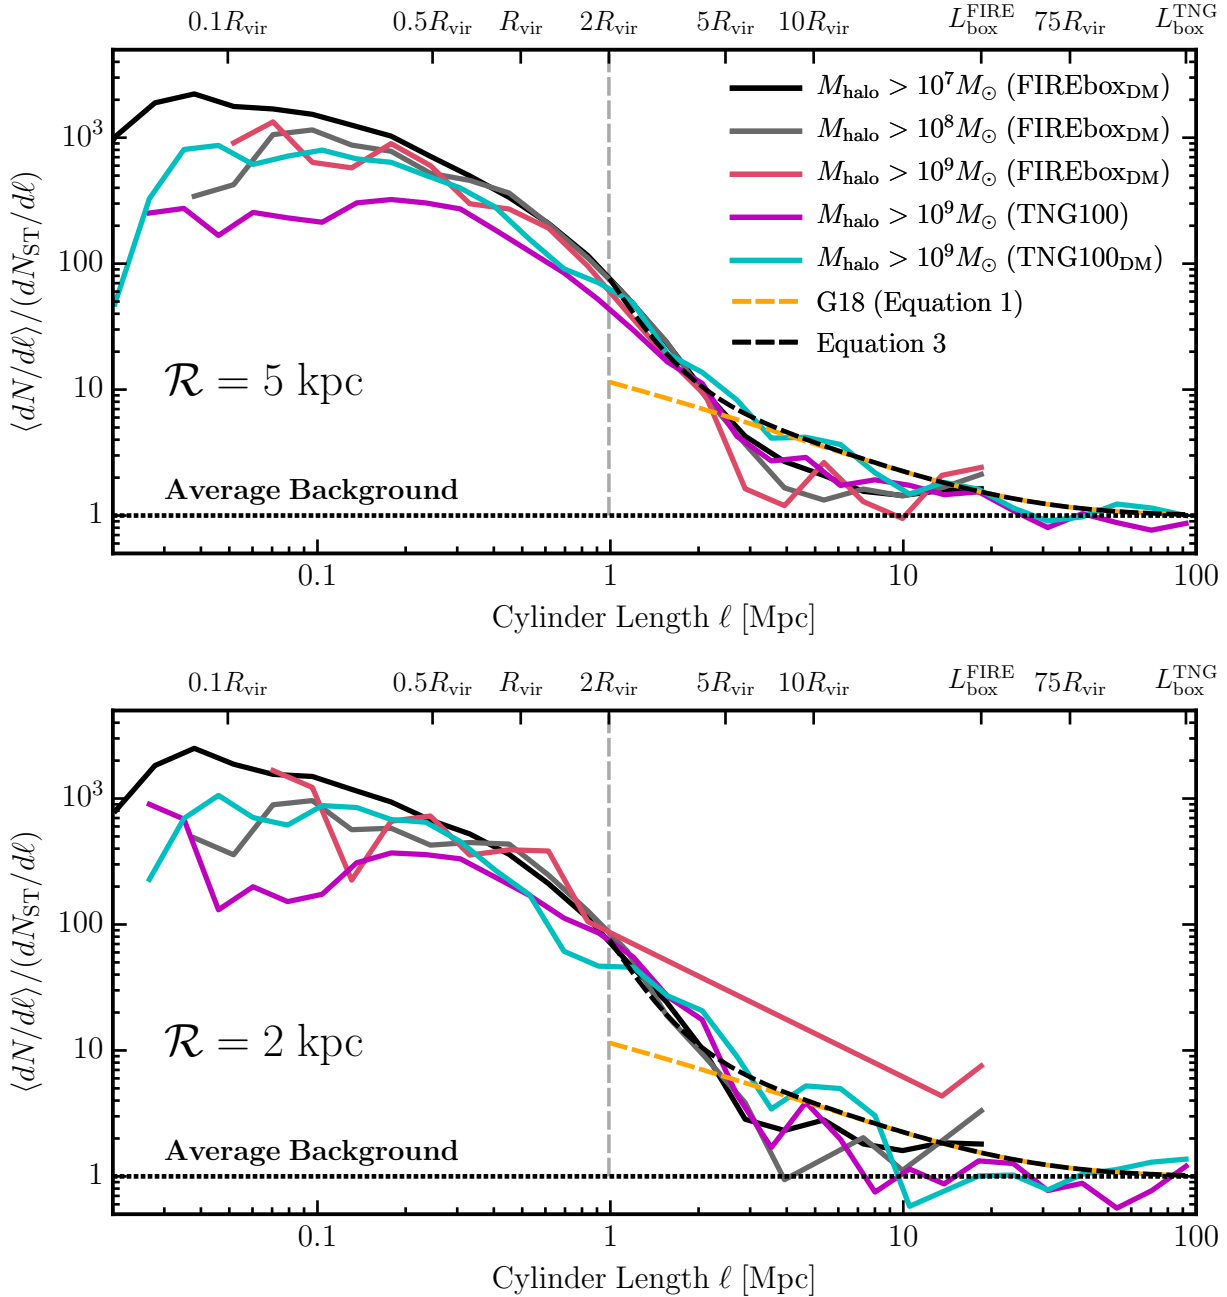 0.1R_vir 0.5R_vir R_vir 2R_vir 5R_vir 10R_vir L_box^FIRE 75R_vir L_box^TNG
M_halo > 10^7 M_⊙ (FIREbox_DM)
M_halo > 10^8 M_⊙ (FIREbox_DM)
M_halo > 10^9 M_⊙ (FIREbox_DM)
M_halo > 10^9 M_⊙ (TNG100)
M_halo > 10^9 M_⊙ (TNG100_DM)
G18 (Equation 1)
Equation 3
10^3
100
10
1
⟨dN/dℓ⟩/(dN_ST/dℓ)
ℛ = 5 kpc
Average Background
0.1 1 10 100
Cylinder Length ℓ [Mpc]
0.1R_vir 0.5R_vir R_vir 2R_vir 5R_vir 10R_vir L_box^FIRE 75R_vir L_box^TNG
10^3
100
10
1
⟨dN/dℓ⟩/(dN_ST/dℓ)
ℛ = 2 kpc
Average Background
0.1 1 10 100
Cylinder Length ℓ [Mpc]